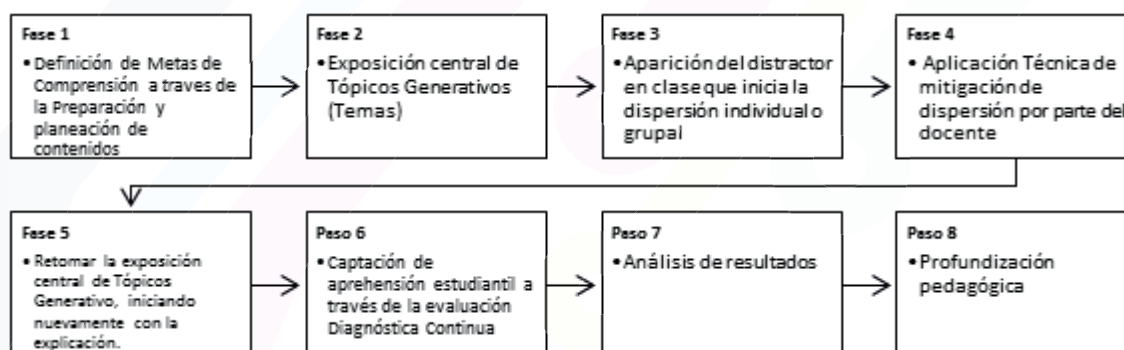 Fase 1
•Definición de Metas de
Comprensión a traves de
la Preparación y
planeación de
contenidos
Fase 2
•Exposición central de
Tópicos Generativos
(Temas)
Fase 3
•Aparición del distractor
en clase que inicia la
dispersión individual o
grupal
Fase 4
• Aplicación Técnica de
mitigación de
dispersión por parte del
docente
Fase 5
• Retomar la exposición
central de Tópicos
Generativo, iniciando
nuevamente con la
explicación.
Paso 6
•Captación de
aprehensión estudiantil a
través de la evaluación
Diagnóstica Continua
Paso 7
•Análisis de resultados
Paso 8
•Profundización
pedagógica